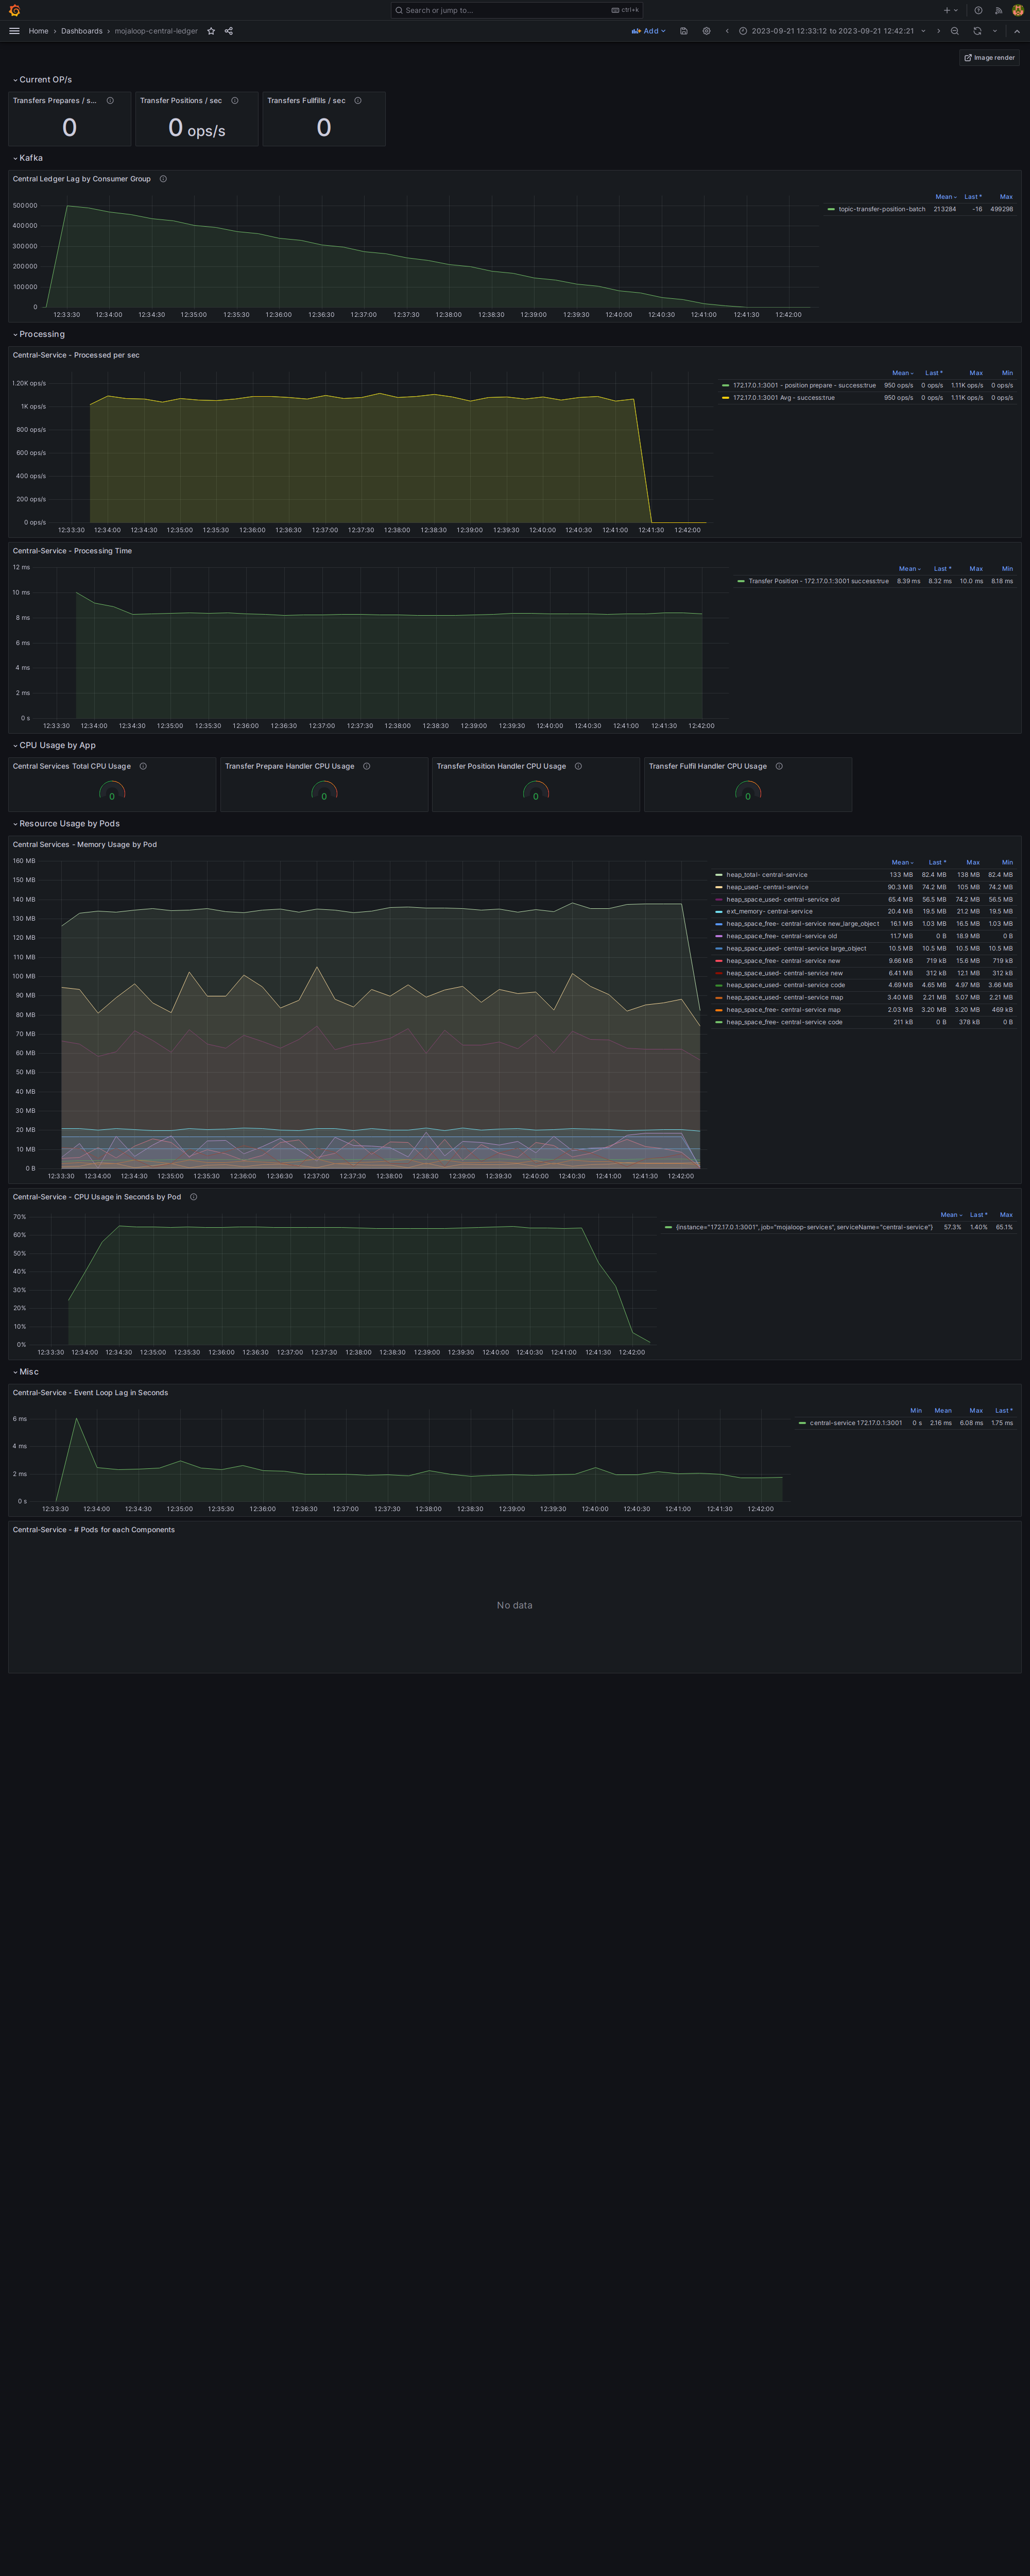 Search or jump to...
ctrl+k
Home › Dashboards › mojaloop-central-ledger
Add
2023-09-21 12:33:12 to 2023-09-21 12:42:21
Image render
Current OP/s
Transfers Prepares / s...
0
Transfer Positions / sec
0 ops/s
Transfers Fullfills / sec
0
Kafka
Central Ledger Lag by Consumer Group
500000
400000
300000
200000
100000
0
12:33:30 12:34:00 12:34:30 12:35:00 12:35:30 12:36:00 12:36:30 12:37:00 12:37:30 12:38:00 12:38:30 12:39:00 12:39:30 12:40:00 12:40:30 12:41:00 12:41:30 12:42:00
Mean Last * Max
topic-transfer-position-batch 213284 -16 499298
Processing
Central-Service - Processed per sec
1.20K ops/s
1K ops/s
800 ops/s
600 ops/s
400 ops/s
200 ops/s
0 ops/s
12:33:30 12:34:00 12:34:30 12:35:00 12:35:30 12:36:00 12:36:30 12:37:00 12:37:30 12:38:00 12:38:30 12:39:00 12:39:30 12:40:00 12:40:30 12:41:00 12:41:30 12:42:00
Mean Last * Max Min
172.17.0.1:3001 - position prepare - success:true 950 ops/s 0 ops/s 1.11K ops/s 0 ops/s
172.17.0.1:3001 Avg - success:true 950 ops/s 0 ops/s 1.11K ops/s 0 ops/s
Central-Service - Processing Time
12 ms
10 ms
8 ms
6 ms
4 ms
2 ms
0 s
12:33:30 12:34:00 12:34:30 12:35:00 12:35:30 12:36:00 12:36:30 12:37:00 12:37:30 12:38:00 12:38:30 12:39:00 12:39:30 12:40:00 12:40:30 12:41:00 12:41:30 12:42:00
Mean Last * Max Min
Transfer Position - 172.17.0.1:3001 success:true 8.39 ms 8.32 ms 10.0 ms 8.18 ms
CPU Usage by App
Central Services Total CPU Usage
0
Transfer Prepare Handler CPU Usage
0
Transfer Position Handler CPU Usage
0
Transfer Fulfil Handler CPU Usage
0
Resource Usage by Pods
Central Services - Memory Usage by Pod
160 MB
150 MB
140 MB
130 MB
120 MB
110 MB
100 MB
90 MB
80 MB
70 MB
60 MB
50 MB
40 MB
30 MB
20 MB
10 MB
0 B
12:33:30 12:34:00 12:34:30 12:35:00 12:35:30 12:36:00 12:36:30 12:37:00 12:37:30 12:38:00 12:38:30 12:39:00 12:39:30 12:40:00 12:40:30 12:41:00 12:41:30 12:42:00
Mean Last * Max Min
heap_total- central-service 133 MB 82.4 MB 138 MB 82.4 MB
heap_used- central-service 90.3 MB 74.2 MB 105 MB 74.2 MB
heap_space_used- central-service old 65.4 MB 56.5 MB 74.2 MB 56.5 MB
ext_memory- central-service 20.4 MB 19.5 MB 21.2 MB 19.5 MB
heap_space_free- central-service new_large_object 16.1 MB 1.03 MB 16.5 MB 1.03 MB
heap_space_free- central-service old 11.7 MB 0 B 18.9 MB 0 B
heap_space_used- central-service large_object 10.5 MB 10.5 MB 10.5 MB 10.5 MB
heap_space_free- central-service new 9.66 MB 719 kB 15.6 MB 719 kB
heap_space_used- central-service new 6.41 MB 312 kB 12.1 MB 312 kB
heap_space_used- central-service code 4.69 MB 4.65 MB 4.97 MB 3.66 MB
heap_space_used- central-service map 3.40 MB 2.21 MB 5.07 MB 2.21 MB
heap_space_free- central-service map 2.03 MB 3.20 MB 3.20 MB 469 kB
heap_space_free- central-service code 211 kB 0 B 378 kB 0 B
Central-Service - CPU Usage in Seconds by Pod
70%
60%
50%
40%
30%
20%
10%
0%
12:33:30 12:34:00 12:34:30 12:35:00 12:35:30 12:36:00 12:36:30 12:37:00 12:37:30 12:38:00 12:38:30 12:39:00 12:39:30 12:40:00 12:40:30 12:41:00 12:41:30 12:42:00
Mean Last * Max
{instance="172.17.0.1:3001", job="mojaloop-services", serviceName="central-service"} 57.3% 1.40% 65.1%
Misc
Central-Service - Event Loop Lag in Seconds
6 ms
4 ms
2 ms
0 s
12:33:30 12:34:00 12:34:30 12:35:00 12:35:30 12:36:00 12:36:30 12:37:00 12:37:30 12:38:00 12:38:30 12:39:00 12:39:30 12:40:00 12:40:30 12:41:00 12:41:30 12:42:00
Min Mean Max Last *
central-service 172.17.0.1:3001 0 s 2.16 ms 6.08 ms 1.75 ms
Central-Service - # Pods for each Components
No data